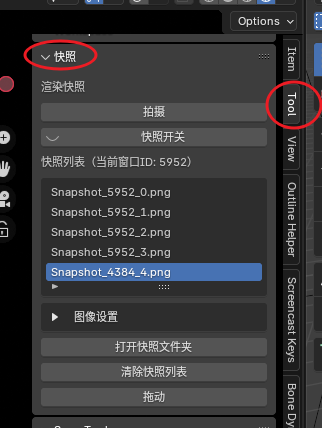 Options
快照
渲染快照
拍摄
快照开关
快照列表（当前窗口ID: 5952）
Snapshot_5952_0.png
Snapshot_5952_1.png
Snapshot_5952_2.png
Snapshot_5952_3.png
Snapshot_4384_4.png
图像设置
打开快照文件夹
清除快照列表
拖动
Item
Tool
View
Outline Helper
Screencast Keys
Bone Dy